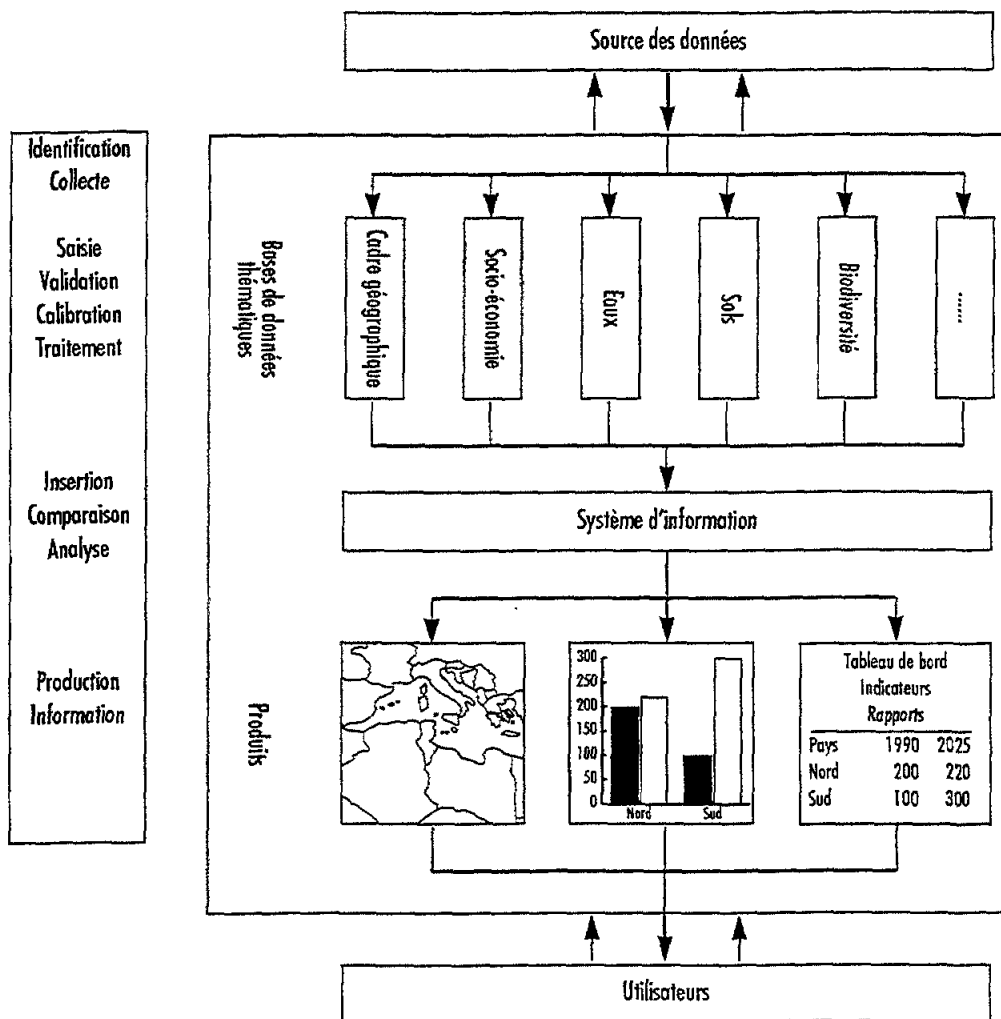 Source des données
Identification
Collecte
Saisie
Validation
Calibration
Traitement
Insertion
Comparaison
Analyse
Production
Information
Bases de données
thématiques
Cadre géographique
Socio-économie
Eaux
Sols
Biodiversité
......
Système d'information
Produits
300
250
200
150
100
50
0
Nord Sud
Tableau de bord
Indicateurs
Rapports
Pays 1990 2025
Nord 200 220
Sud 100 300
Utilisateurs